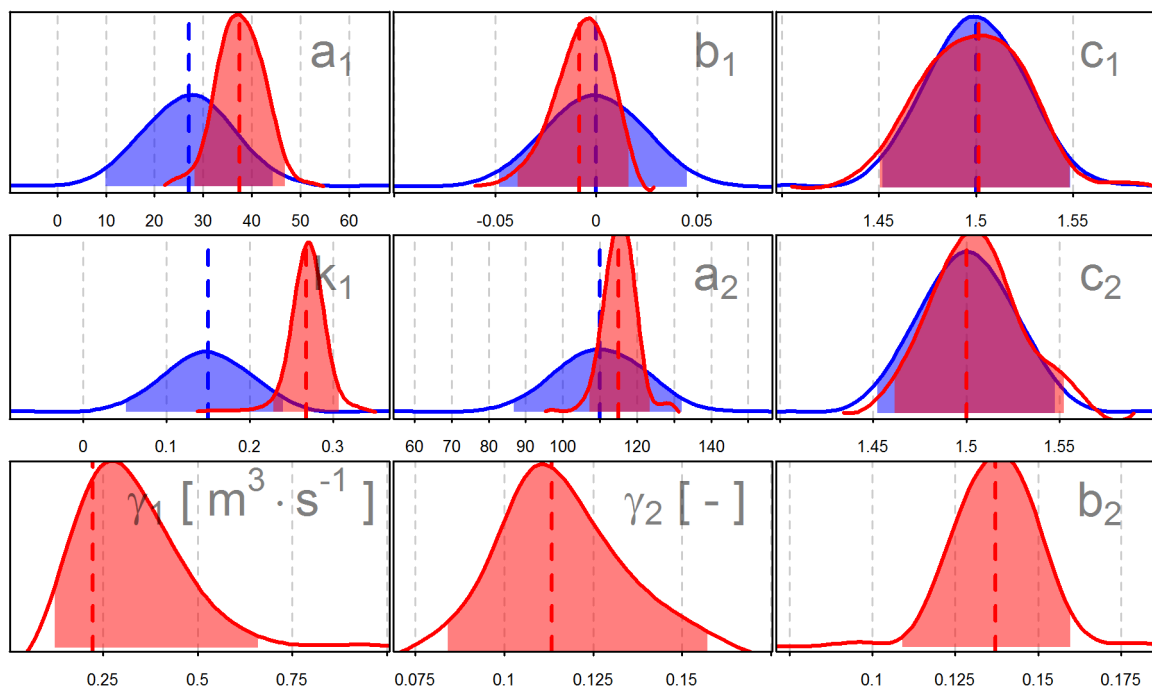 a₁ b₁ c₁
0 10 20 30 40 50 60 -0.05 0 0.05 1.45 1.5 1.55
k₁ a₂ c₂
0 0.1 0.2 0.3 60 70 80 100 120 140 1.45 1.5 1.55
γ₁ [ m³ · s⁻¹ ] γ₂ [ - ] b₂
0.25 0.5 0.75 0.075 0.1 0.125 0.15 0.1 0.125 0.15 0.175